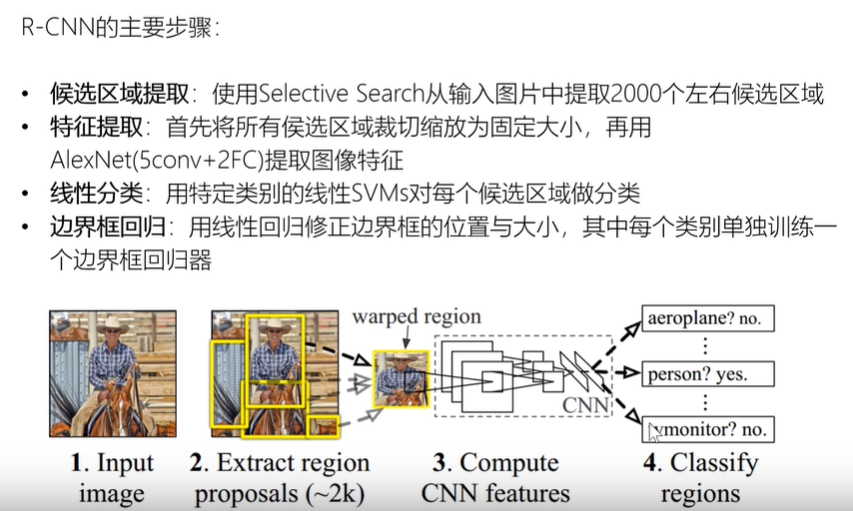 R-CNN的主要步骤：
• 候选区域提取：使用Selective Search从输入图片中提取2000个左右候选区域
• 特征提取：首先将所有候选区域裁切缩放为固定大小，再用
AlexNet(5conv+2FC)提取图像特征
• 线性分类：用特定类别的线性SVMs对每个候选区域做分类
• 边界框回归：用线性回归修正边界框的位置与大小，其中每个类别单独训练一
个边界框回归器
warped region
aeroplane? no.
⋮
person? yes.
⋮
CNN
tvmonitor? no.
1. Input
image
2. Extract region
proposals (~2k)
3. Compute
CNN features
4. Classify
regions